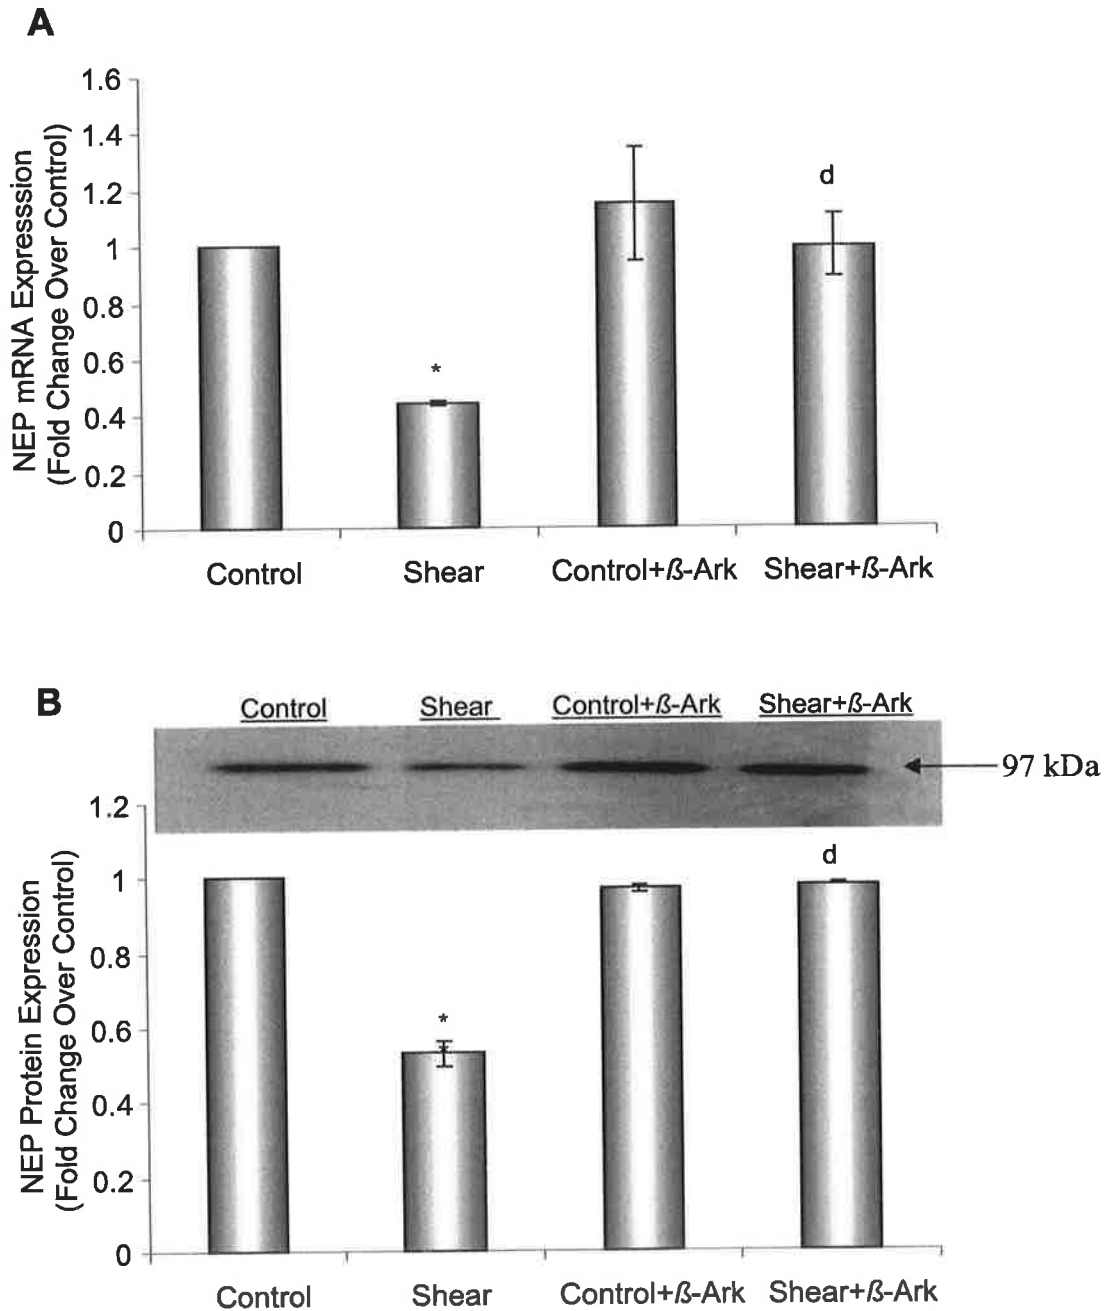 A
1.6
1.4
1.2
1
0.8
0.6
0.4
0.2
0
NEP mRNA Expresssion
(Fold Change Over Control)
*
d
Control Shear Control+ß-Ark Shear+ß-Ark
B
Control Shear Control+ß-Ark Shear+ß-Ark
97 kDa
1.2
1
0.8
0.6
0.4
0.2
0
NEP Protein Expression
(Fold Change Over Control)
*
d
Control Shear Control+ß-Ark Shear+ß-Ark